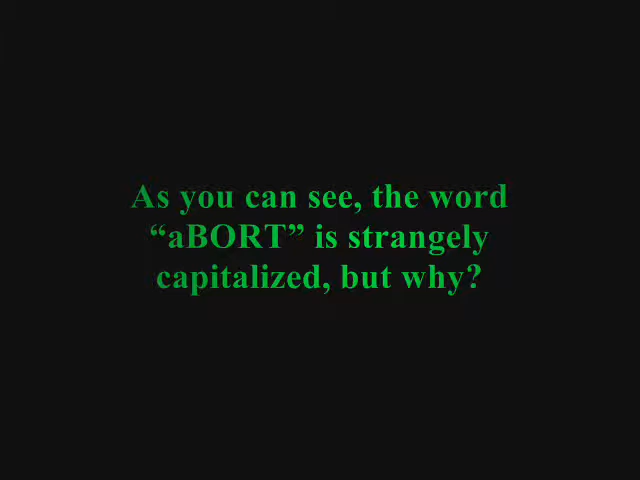 As you can see, the word
“aBORT” is strangely
capitalized, but why?